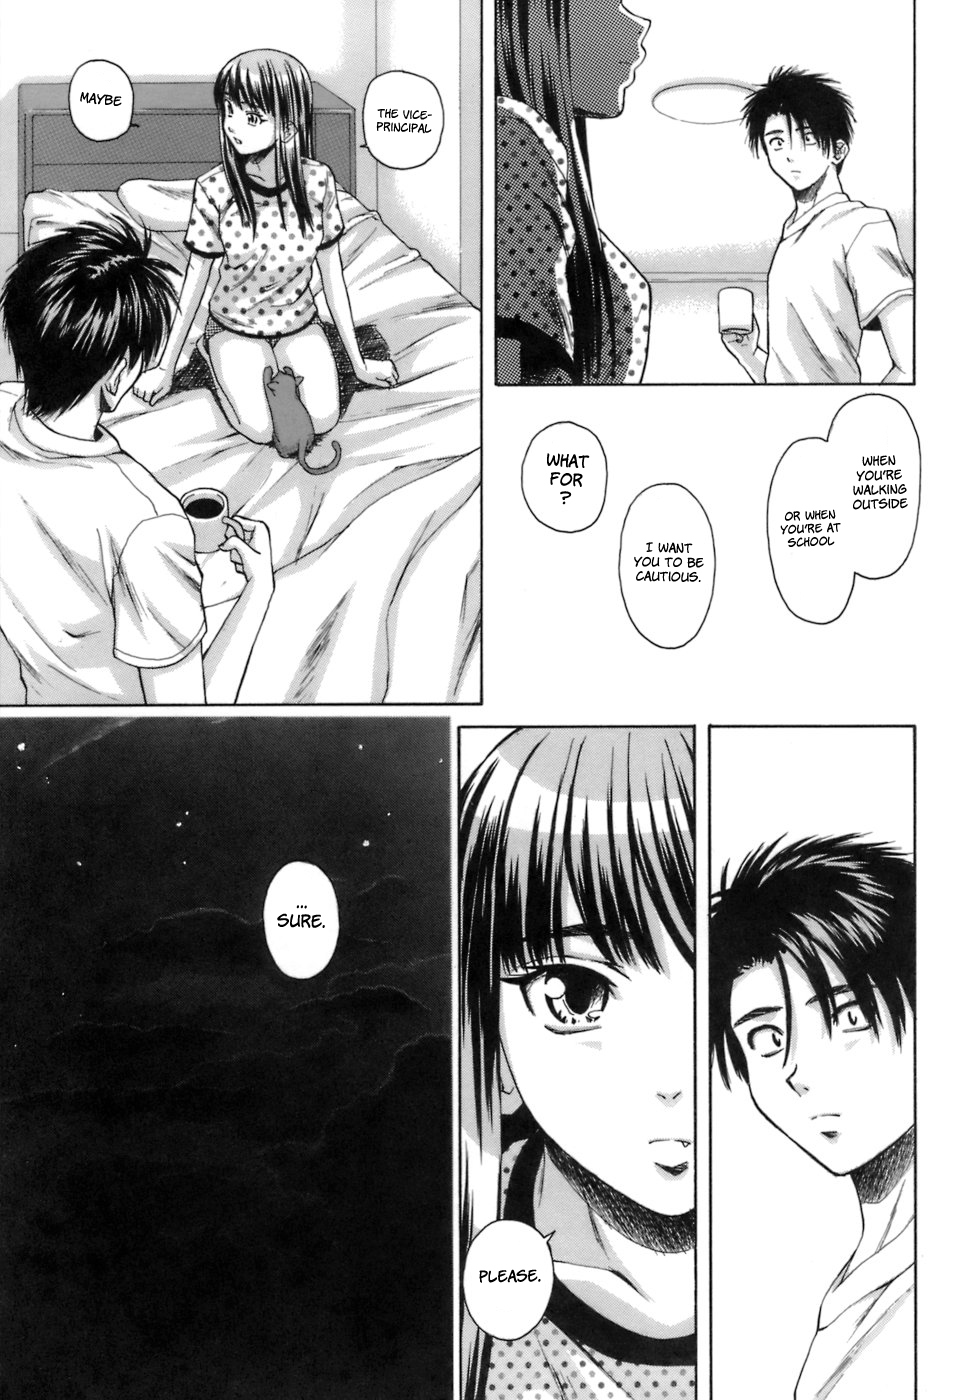 WHEN
YOU'RE
WALKING
OUTSIDE
OR WHEN
YOU'RE AT
SCHOOL
I WANT
YOU TO BE
CAUTIOUS.
WHAT
FOR
?
THE VICE-
PRINCIPAL
MAYBE
PLEASE.
...
SURE.